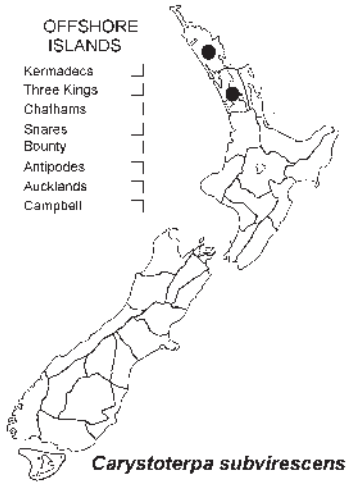 OFFSHORE
ISLANDS
Kermadecs
Three Kings
Chathams
Snares
Bounty
Antipodes
Aucklands
Campbell
Carystoterpa subvirescens